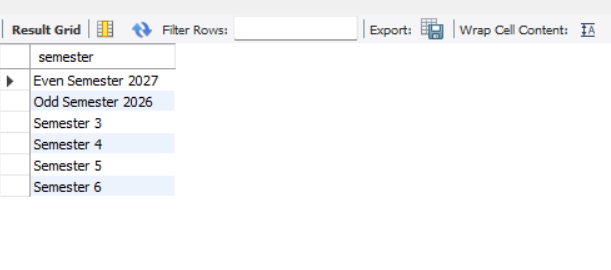 Result Grid Filter Rows: Export: Wrap Cell Content: IA
semester
Even Semester 2027
Odd Semester 2026
Semester 3
Semester 4
Semester 5
Semester 6